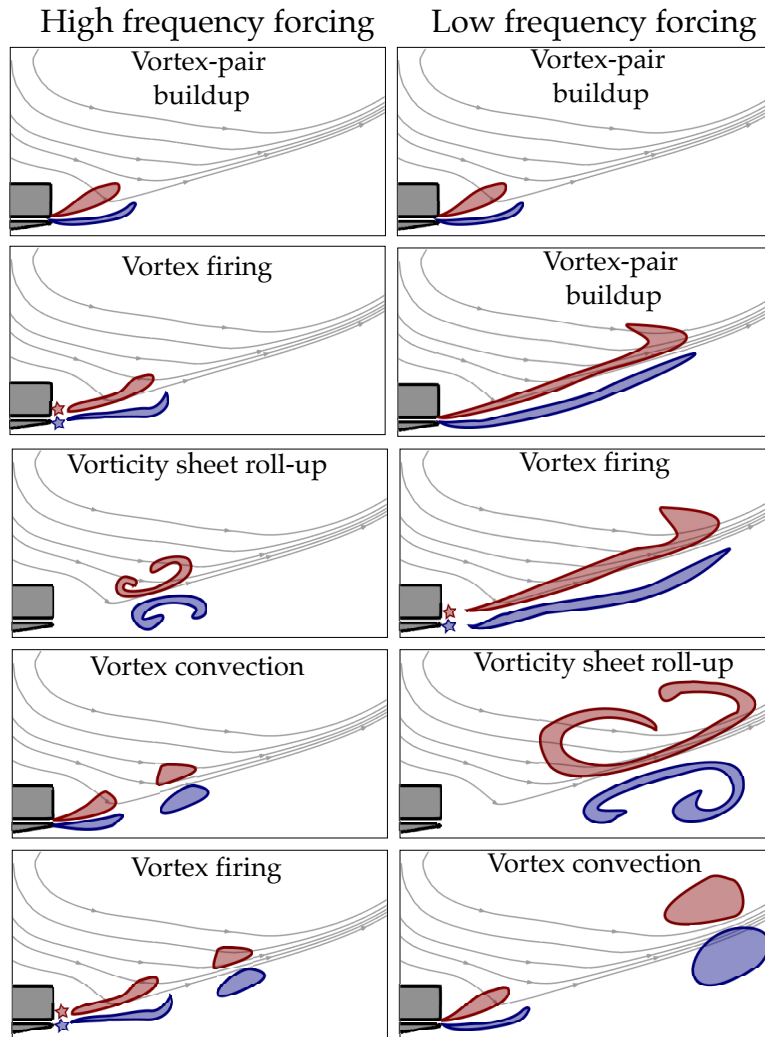 High frequency forcing
Low frequency forcing
Vortex-pair
buildup
Vortex-pair
buildup
Vortex firing
Vortex-pair
buildup
Vorticity sheet roll-up
Vortex firing
Vortex convection
Vorticity sheet roll-up
Vortex firing
Vortex convection